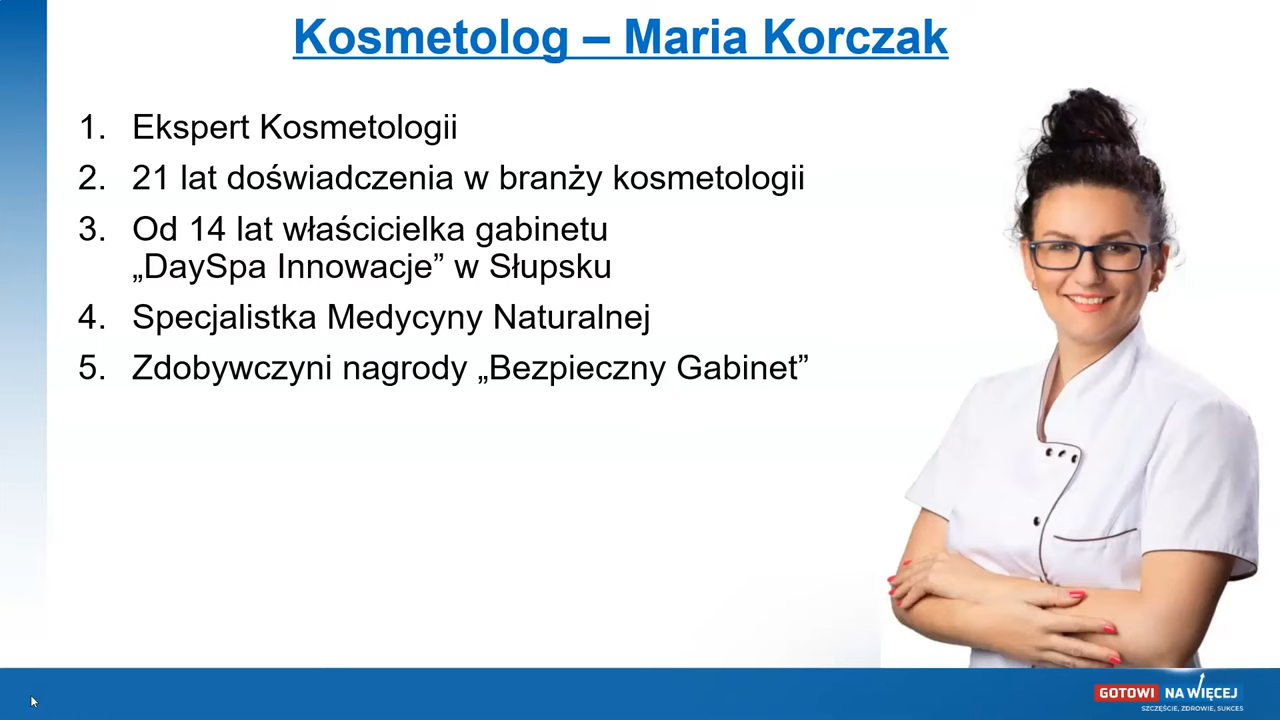 Kosmetolog – Maria Korczak
1. Ekspert Kosmetologii
2. 21 lat doświadczenia w branży kosmetologii
3. Od 14 lat właścicielka gabinetu
„DaySpa Innowacje” w Słupsku
4. Specjalistka Medycyny Naturalnej
5. Zdobywczyni nagrody „Bezpieczny Gabinet”
GOTOWI NA WIĘCEJ
SZCZĘŚCIE, ZDROWIE, SUKCES